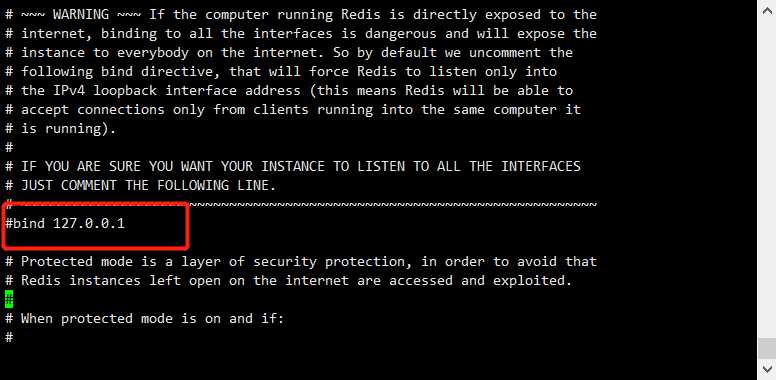 # ~~~ WARNING ~~~ If the computer running Redis is directly exposed to the
# internet, binding to all the interfaces is dangerous and will expose the
# instance to everybody on the internet. So by default we uncomment the
# following bind directive, that will force Redis to listen only into
# the IPv4 loopback interface address (this means Redis will be able to
# accept connections only from clients running into the same computer it
# is running).
#
# IF YOU ARE SURE YOU WANT YOUR INSTANCE TO LISTEN TO ALL THE INTERFACES
# JUST COMMENT THE FOLLOWING LINE.
# ~~~~~~~~~~~~~~~~~~~~~~~~~~~~~~~~~~~~~~~~~~~~~~~~~~~~~~~~~~~~~~~~~~~~~~~~
#bind 127.0.0.1
# Protected mode is a layer of security protection, in order to avoid that
# Redis instances left open on the internet are accessed and exploited.
#
# When protected mode is on and if:
#